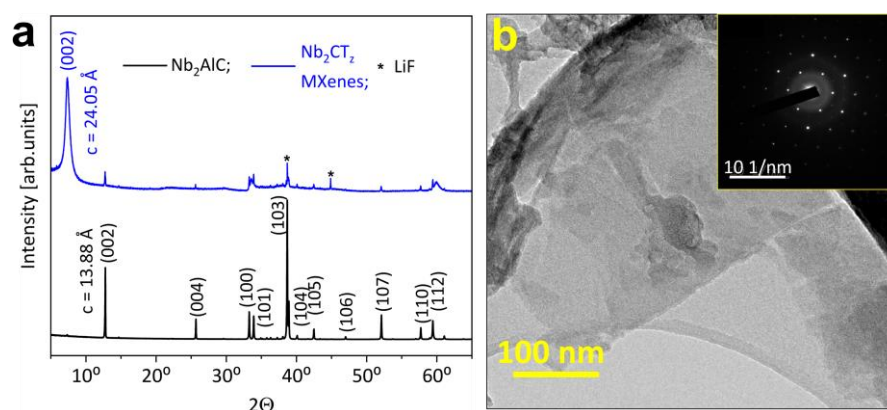 a
(002)
c = 24.05 Å
Nb₂AlC;
Nb₂CT𝓏
MXenes;
* LiF
*
*
Intensity [arb.units]
c = 13.88 Å
(002)
(004)
(100)
(101)
(103)
(104)
(105)
(106)
(107)
(110)
(112)
10° 20° 30° 40° 50° 60°
2Θ
b
10 1/nm
100 nm